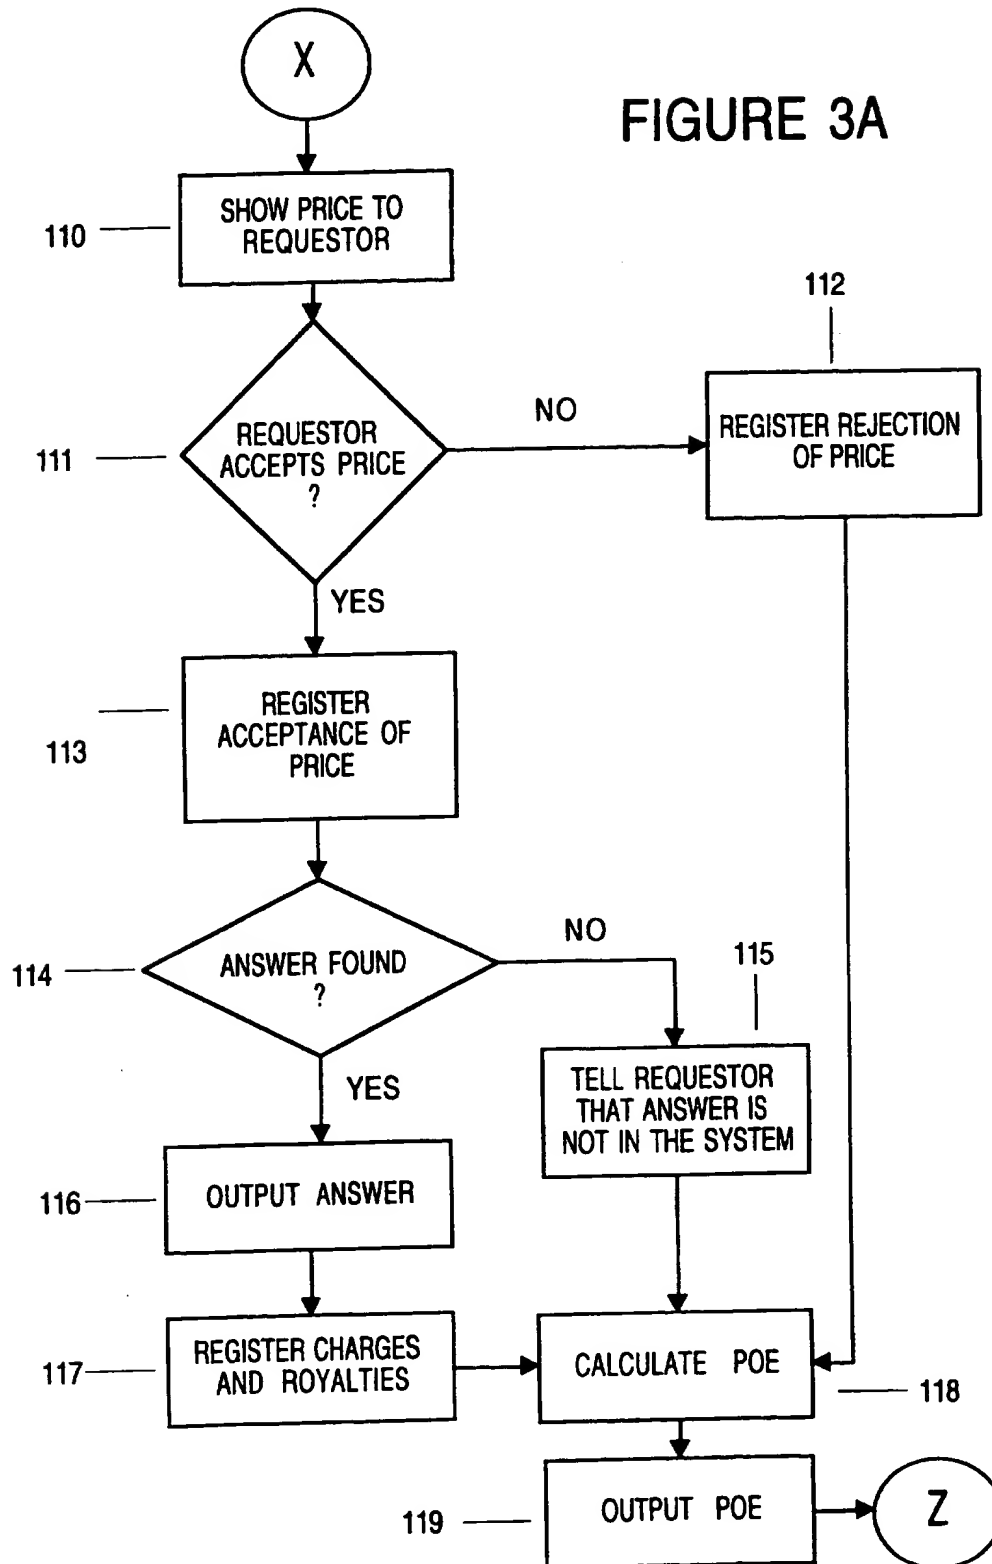 X
FIGURE 3A
SHOW PRICE TO
REQUESTOR
110
112
REQUESTOR
ACCEPTS PRICE
?
111
NO
REGISTER REJECTION
OF PRICE
YES
REGISTER
ACCEPTANCE OF
PRICE
113
ANSWER FOUND
?
114
NO
115
TELL REQUESTOR
THAT ANSWER IS
NOT IN THE SYSTEM
YES
OUTPUT ANSWER
116
REGISTER CHARGES
AND ROYALTIES
117
CALCULATE POE
118
OUTPUT POE
119
Z